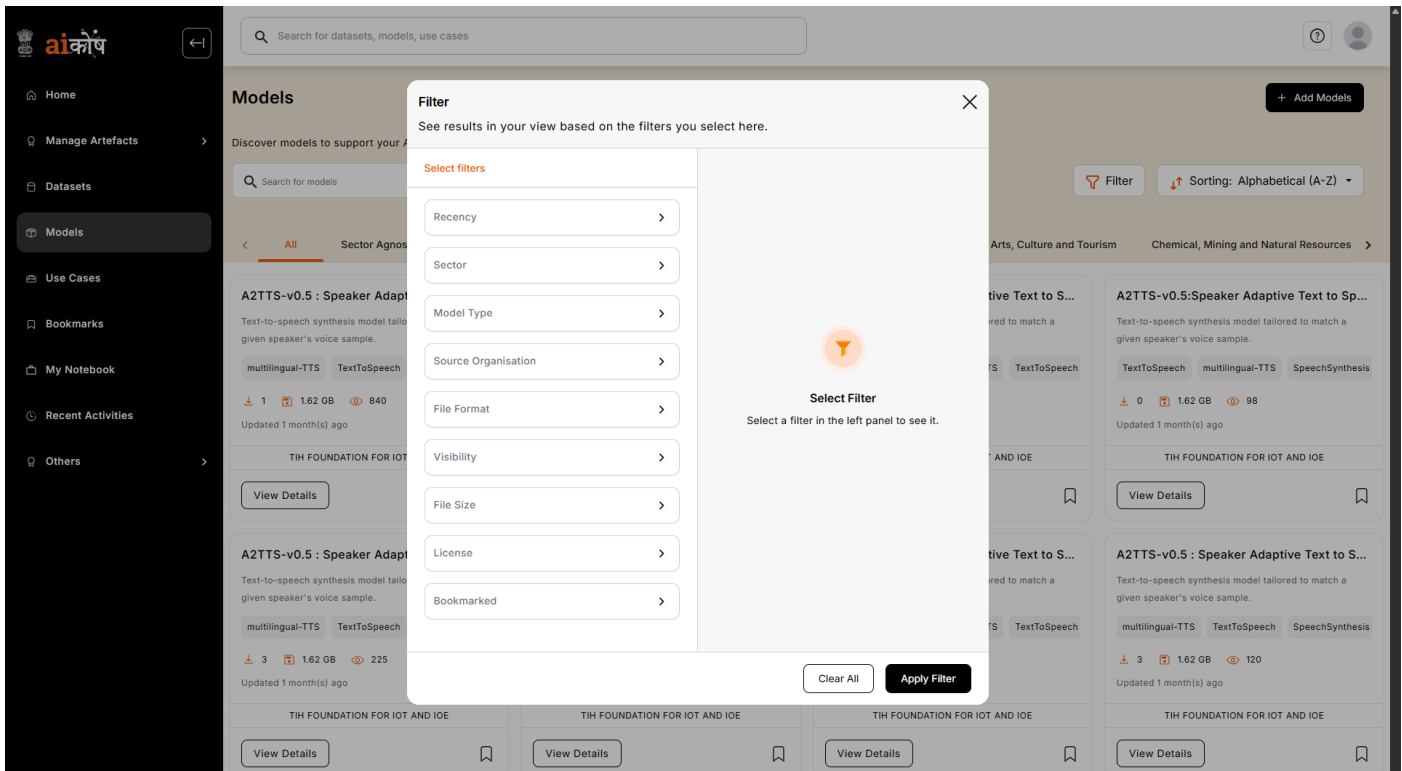 aiकोष
Home
Manage Artefacts
Datasets
Models
Use Cases
Bookmarks
My Notebook
Recent Activities
Others
Search for datasets, models, use cases
Models
+ Add Models
Discover models to support your A
Search for models
Filter
Sorting: Alphabetical (A-Z)
All
Sector Agnos
Arts, Culture and Tourism
Chemical, Mining and Natural Resources
Filter
See results in your view based on the filters you select here.
Select filters
Recency
Sector
Model Type
Source Organisation
File Format
Visibility
File Size
License
Bookmarked
Select Filter
Select a filter in the left panel to see it.
Clear All
Apply Filter
A2TTS-v0.5 : Speaker Adapt
Text-to-speech synthesis model tailo
given speaker's voice sample.
multilingual-TTS TextToSpeech
1 1.62 GB 840
Updated 1 month(s) ago
TIH FOUNDATION FOR IOT
View Details
tive Text to S...
ored to match a
TS TextToSpeech
T AND IOE
A2TTS-v0.5:Speaker Adaptive Text to Sp...
Text-to-speech synthesis model tailored to match a
given speaker's voice sample.
TextToSpeech multilingual-TTS SpeechSynthesis
0 1.62 GB 98
Updated 1 month(s) ago
TIH FOUNDATION FOR IOT AND IOE
View Details
A2TTS-v0.5 : Speaker Adapt
Text-to-speech synthesis model tailo
given speaker's voice sample.
multilingual-TTS TextToSpeech
3 1.62 GB 225
Updated 1 month(s) ago
TIH FOUNDATION FOR IOT AND IOE
View Details
TIH FOUNDATION FOR IOT AND IOE
View Details
tive Text to S...
ored to match a
TS TextToSpeech
TIH FOUNDATION FOR IOT AND IOE
View Details
A2TTS-v0.5 : Speaker Adaptive Text to S...
Text-to-speech synthesis model tailored to match a
given speaker's voice sample.
multilingual-TTS TextToSpeech SpeechSynthesis
3 1.62 GB 120
Updated 1 month(s) ago
TIH FOUNDATION FOR IOT AND IOE
View Details